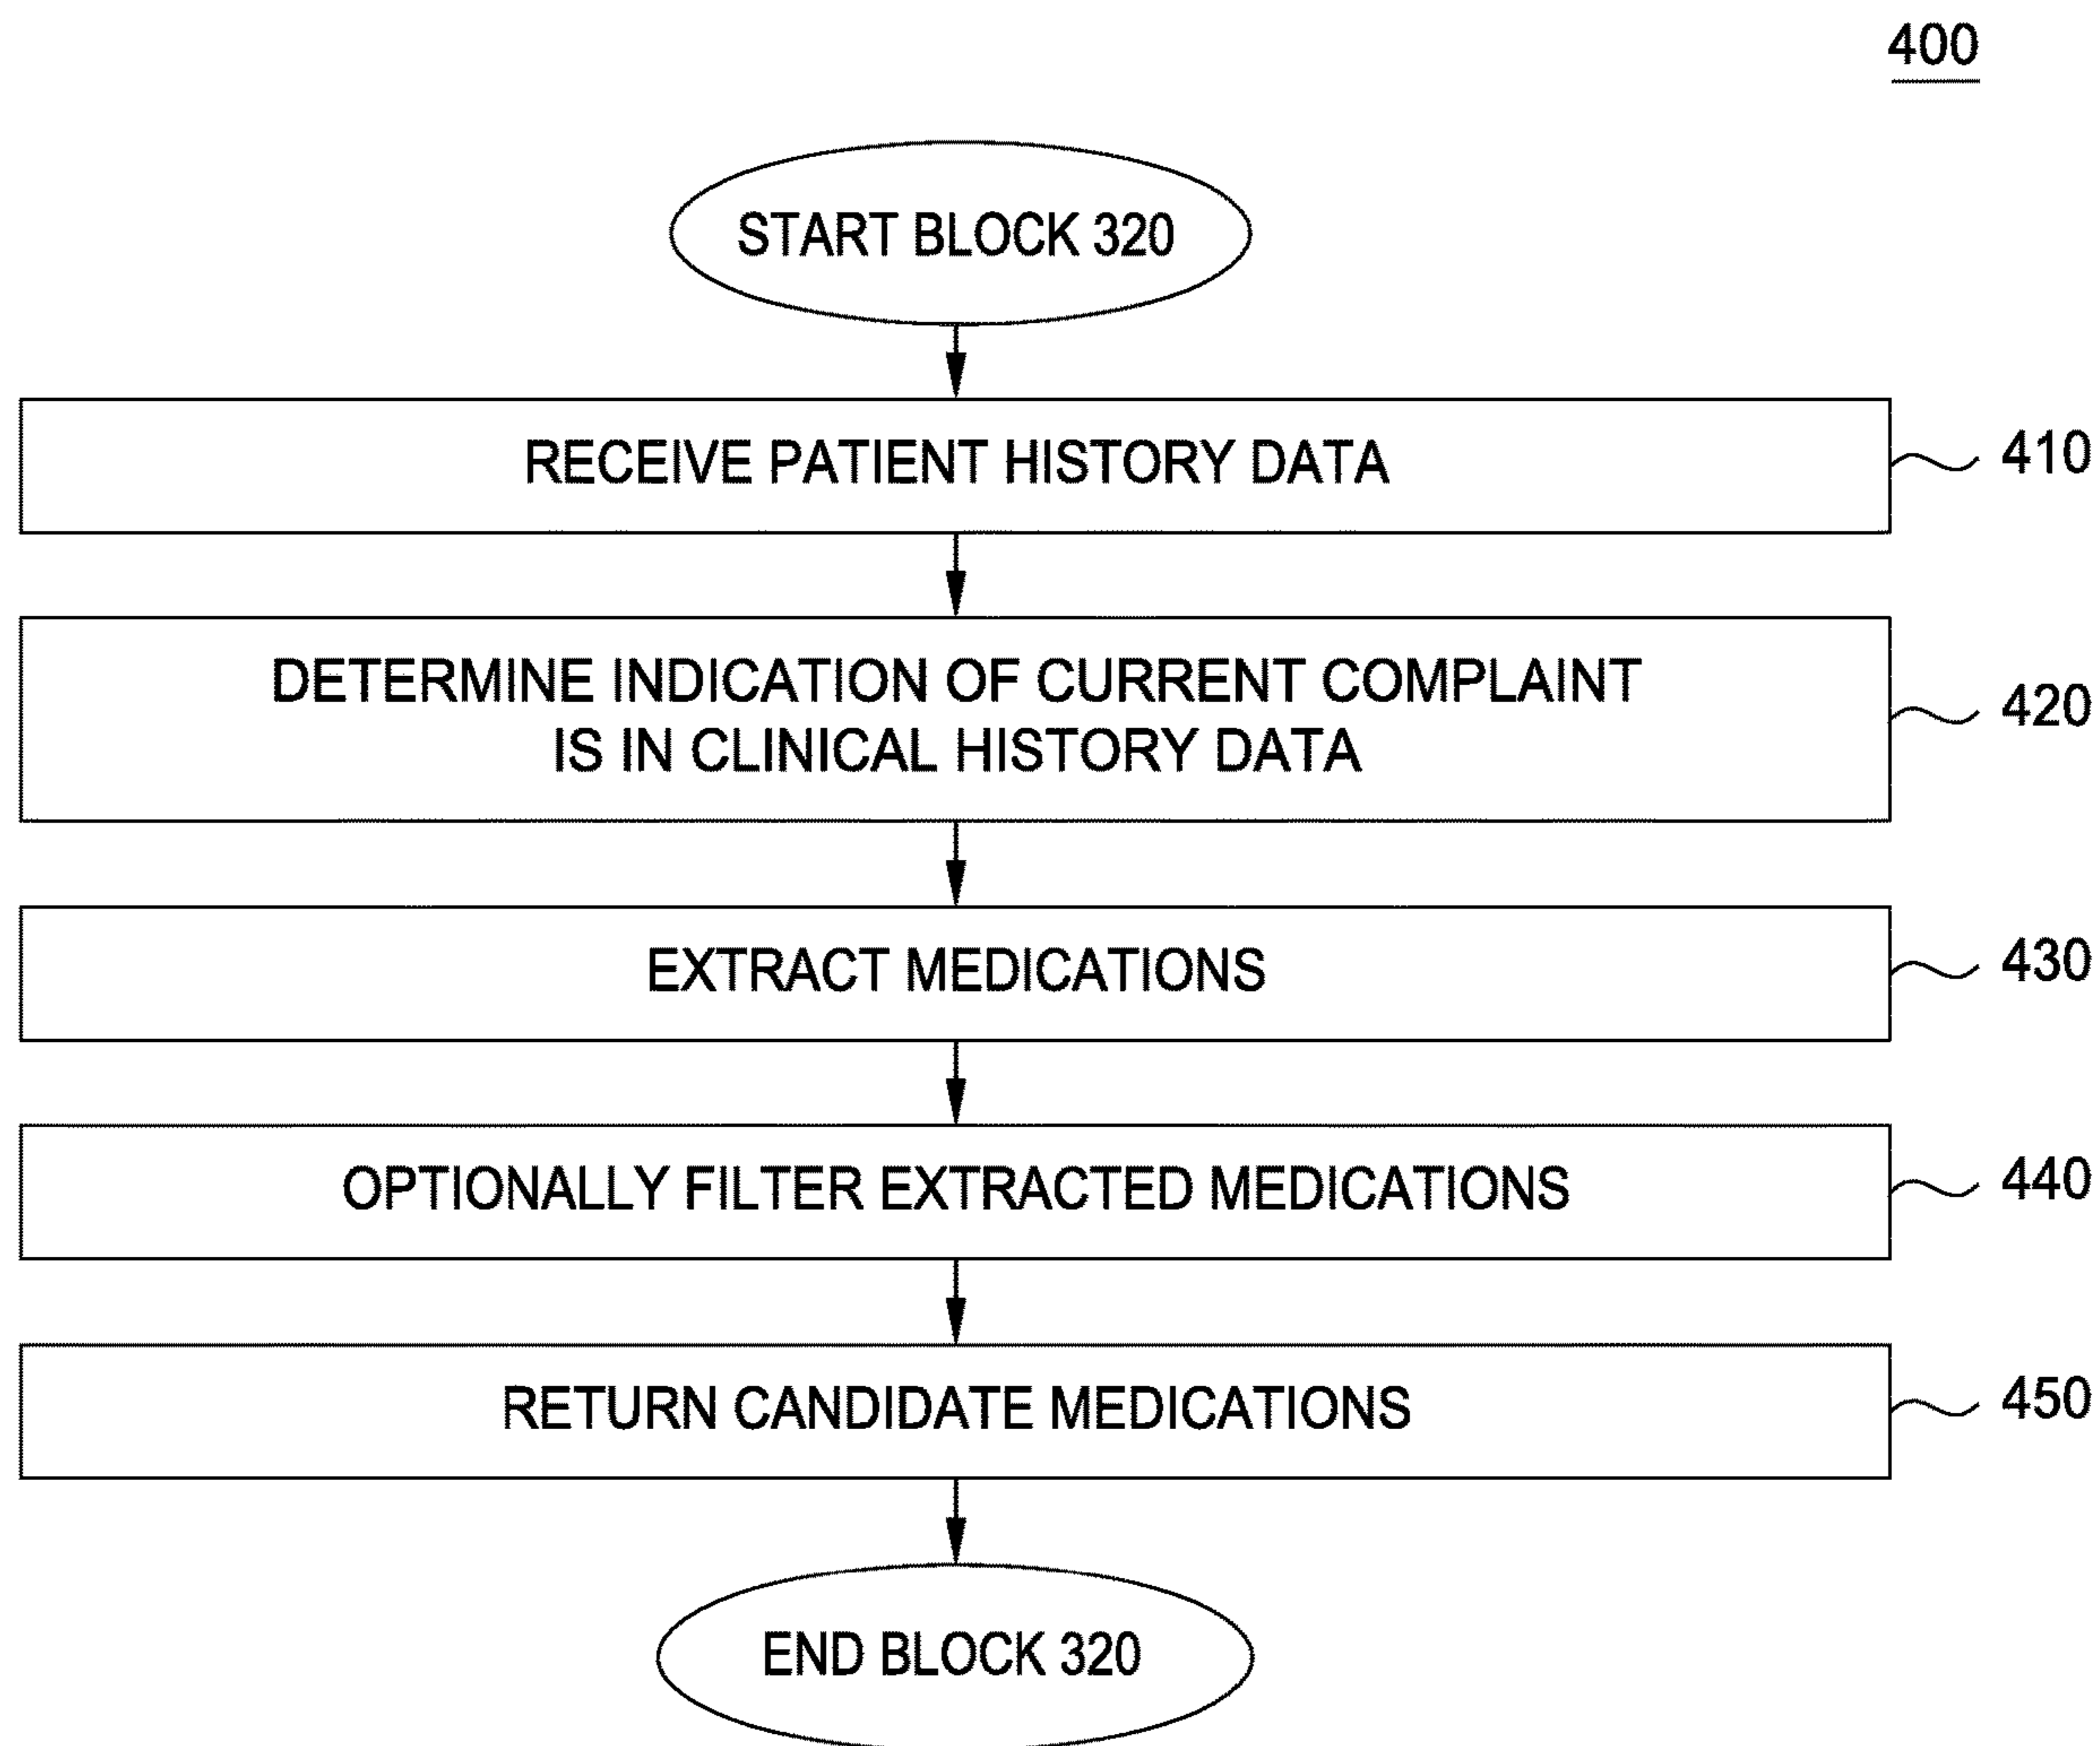 400
START BLOCK 320
RECEIVE PATIENT HISTORY DATA
410
DETERMINE INDICATION OF CURRENT COMPLAINT
IS IN CLINICAL HISTORY DATA
420
EXTRACT MEDICATIONS
430
OPTIONALLY FILTER EXTRACTED MEDICATIONS
440
RETURN CANDIDATE MEDICATIONS
450
END BLOCK 320